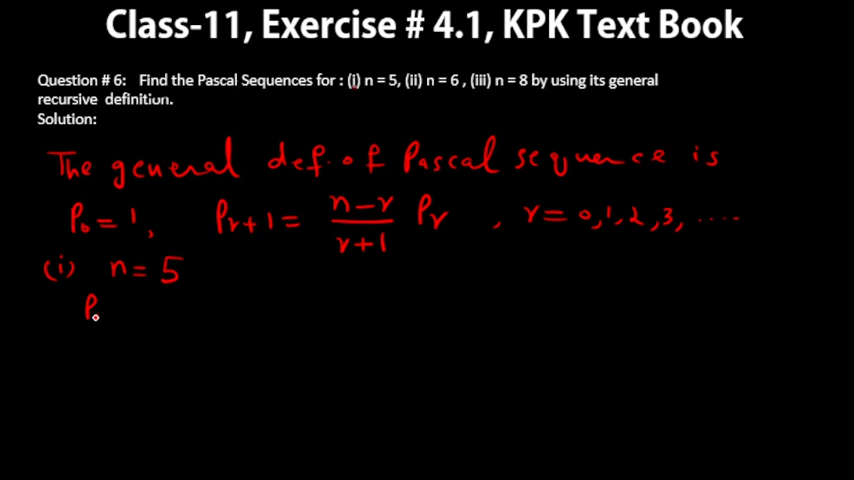 Class-11, Exercise # 4.1, KPK Text Book
Question # 6: Find the Pascal Sequences for : (i) n = 5, (ii) n = 6 , (iii) n = 8 by using its general
recursive definition.
Solution:
The general def. of Pascal sequence is
P₀ = 1, Pᵣ₊₁ = (n-r)/(r+1) Pᵣ , r = 0,1,2,3, ....
(i) n = 5
P